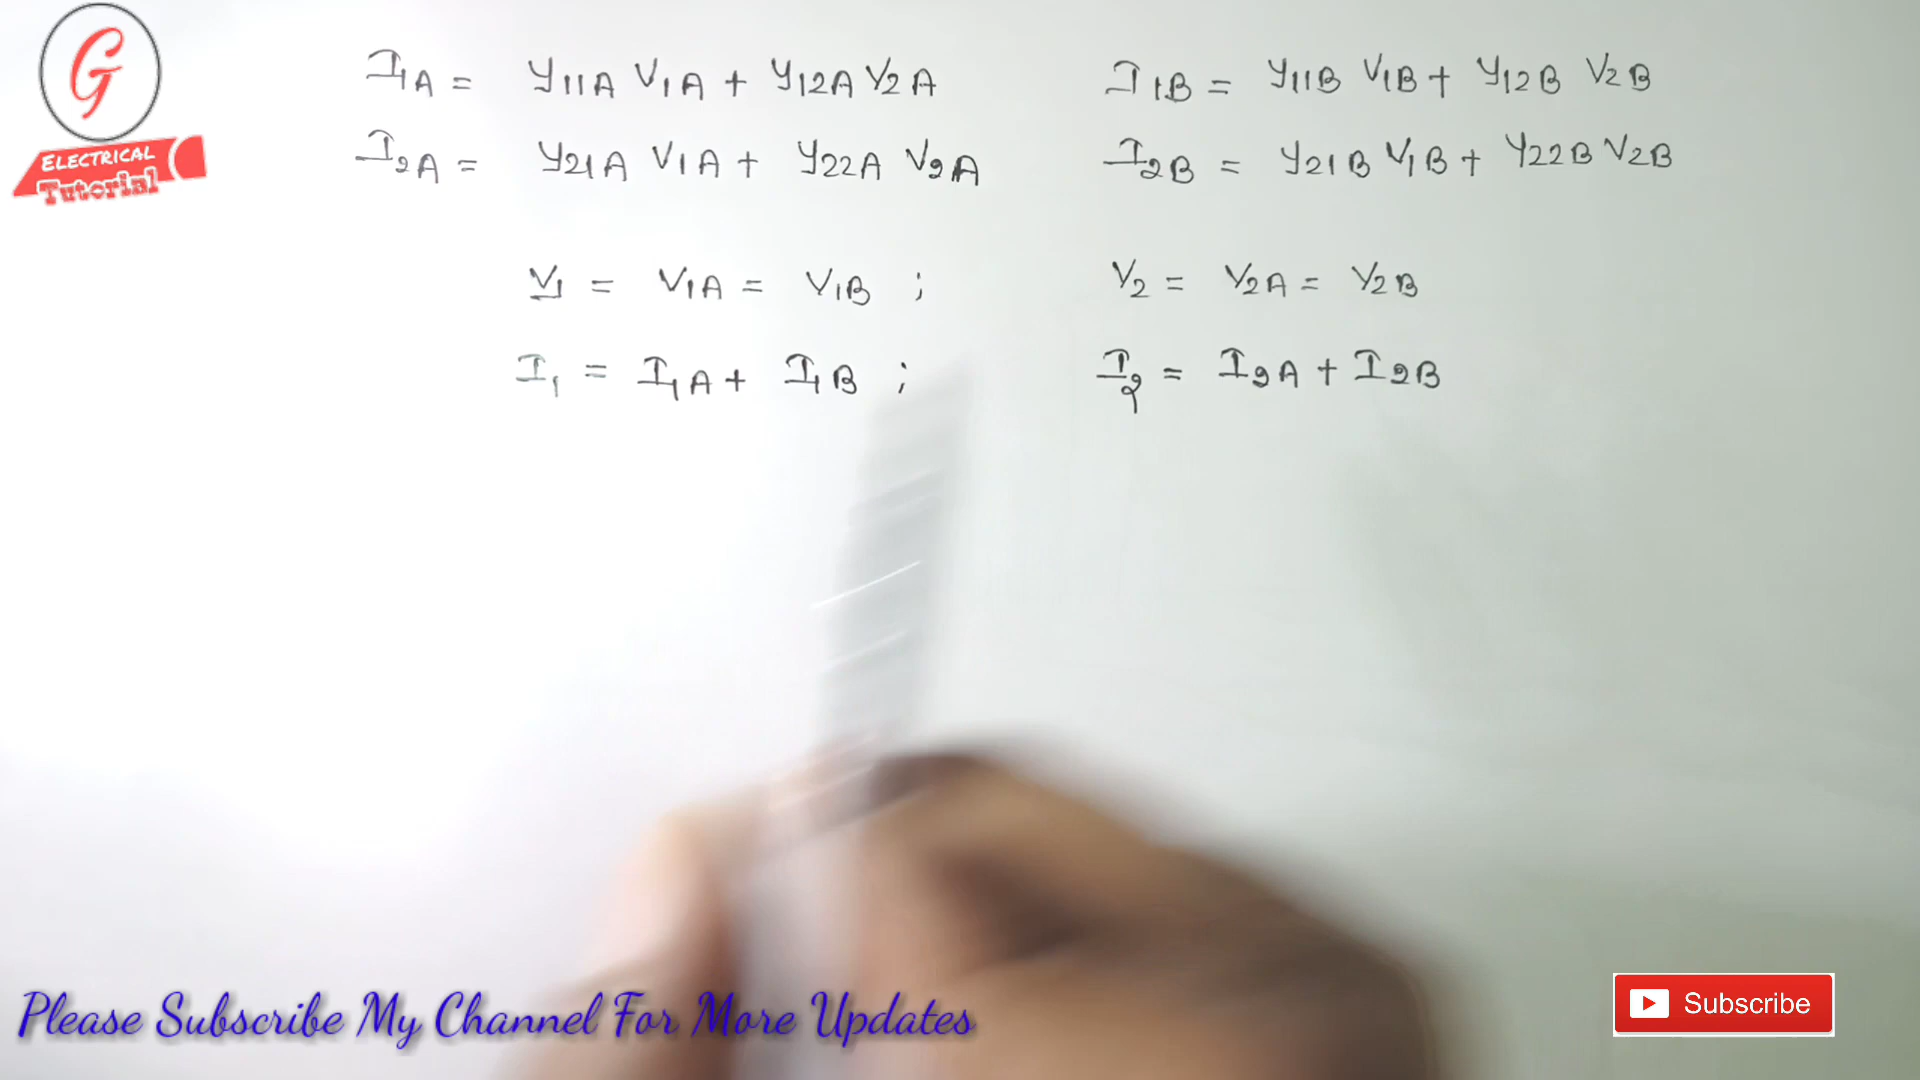 G
ELECTRICAL
Tutorial
I1A = Y11A V1A + Y12A V2A
I1B = Y11B V1B + Y12B V2B
I2A = Y21A V1A + Y22A V2A
I2B = Y21B V1B + Y22B V2B
V1 = V1A = V1B ;
V2 = V2A = V2B
I1 = I1A + I1B ;
I2 = I2A + I2B
Please Subscribe My Channel For More Updates
Subscribe